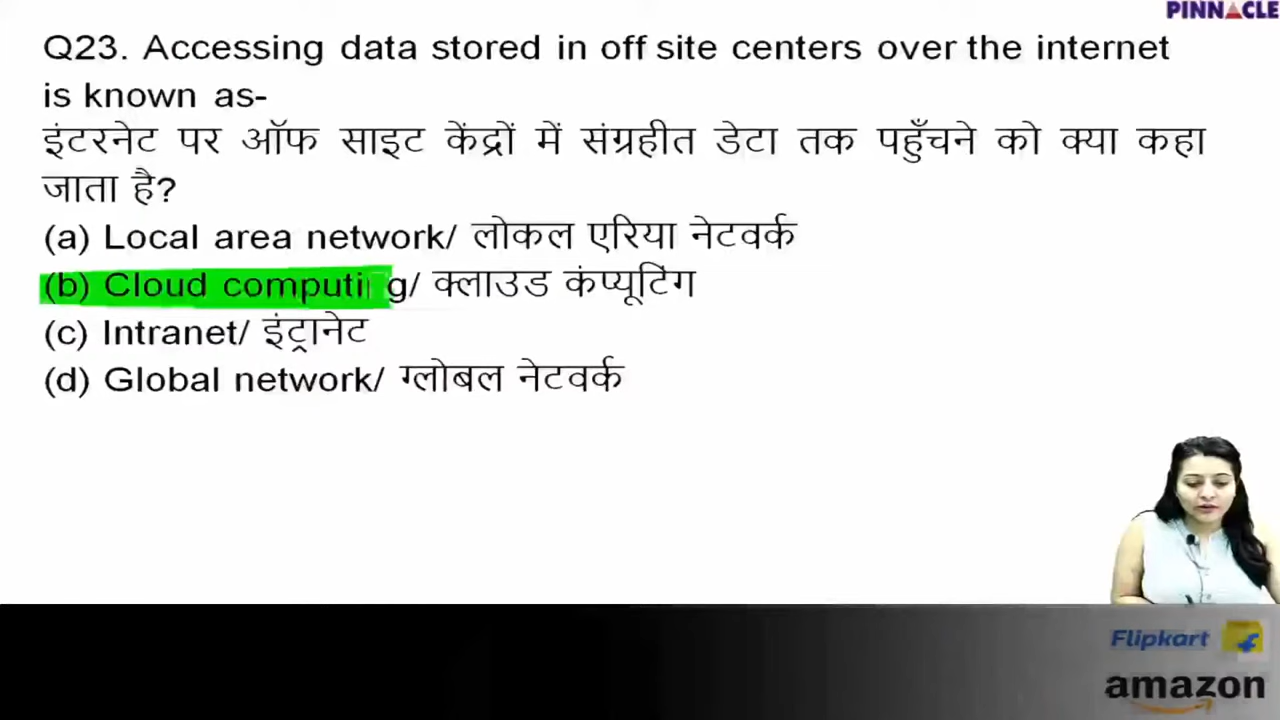 PINNACLE
Q23. Accessing data stored in off site centers over the internet
is known as-
इंटरनेट पर ऑफ साइट केंद्रों में संग्रहीत डेटा तक पहुँचने को क्या कहा
जाता है?
(a) Local area network/ लोकल एरिया नेटवर्क
(b) Cloud computing/ क्लाउड कंप्यूटिंग
(c) Intranet/ इंट्रानेट
(d) Global network/ ग्लोबल नेटवर्क
Flipkart
amazon